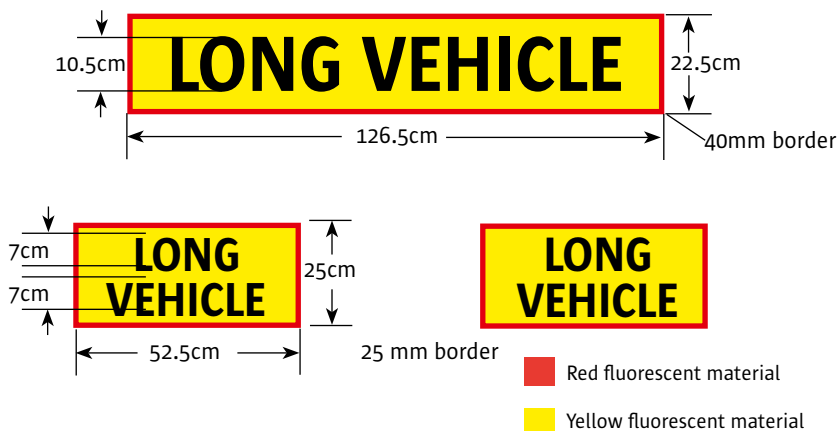 LONG VEHICLE
10.5cm
22.5cm
126.5cm
40mm border
LONG
VEHICLE
7cm
7cm
25cm
52.5cm
25 mm border
LONG
VEHICLE
Red fluorescent material
Yellow fluorescent material